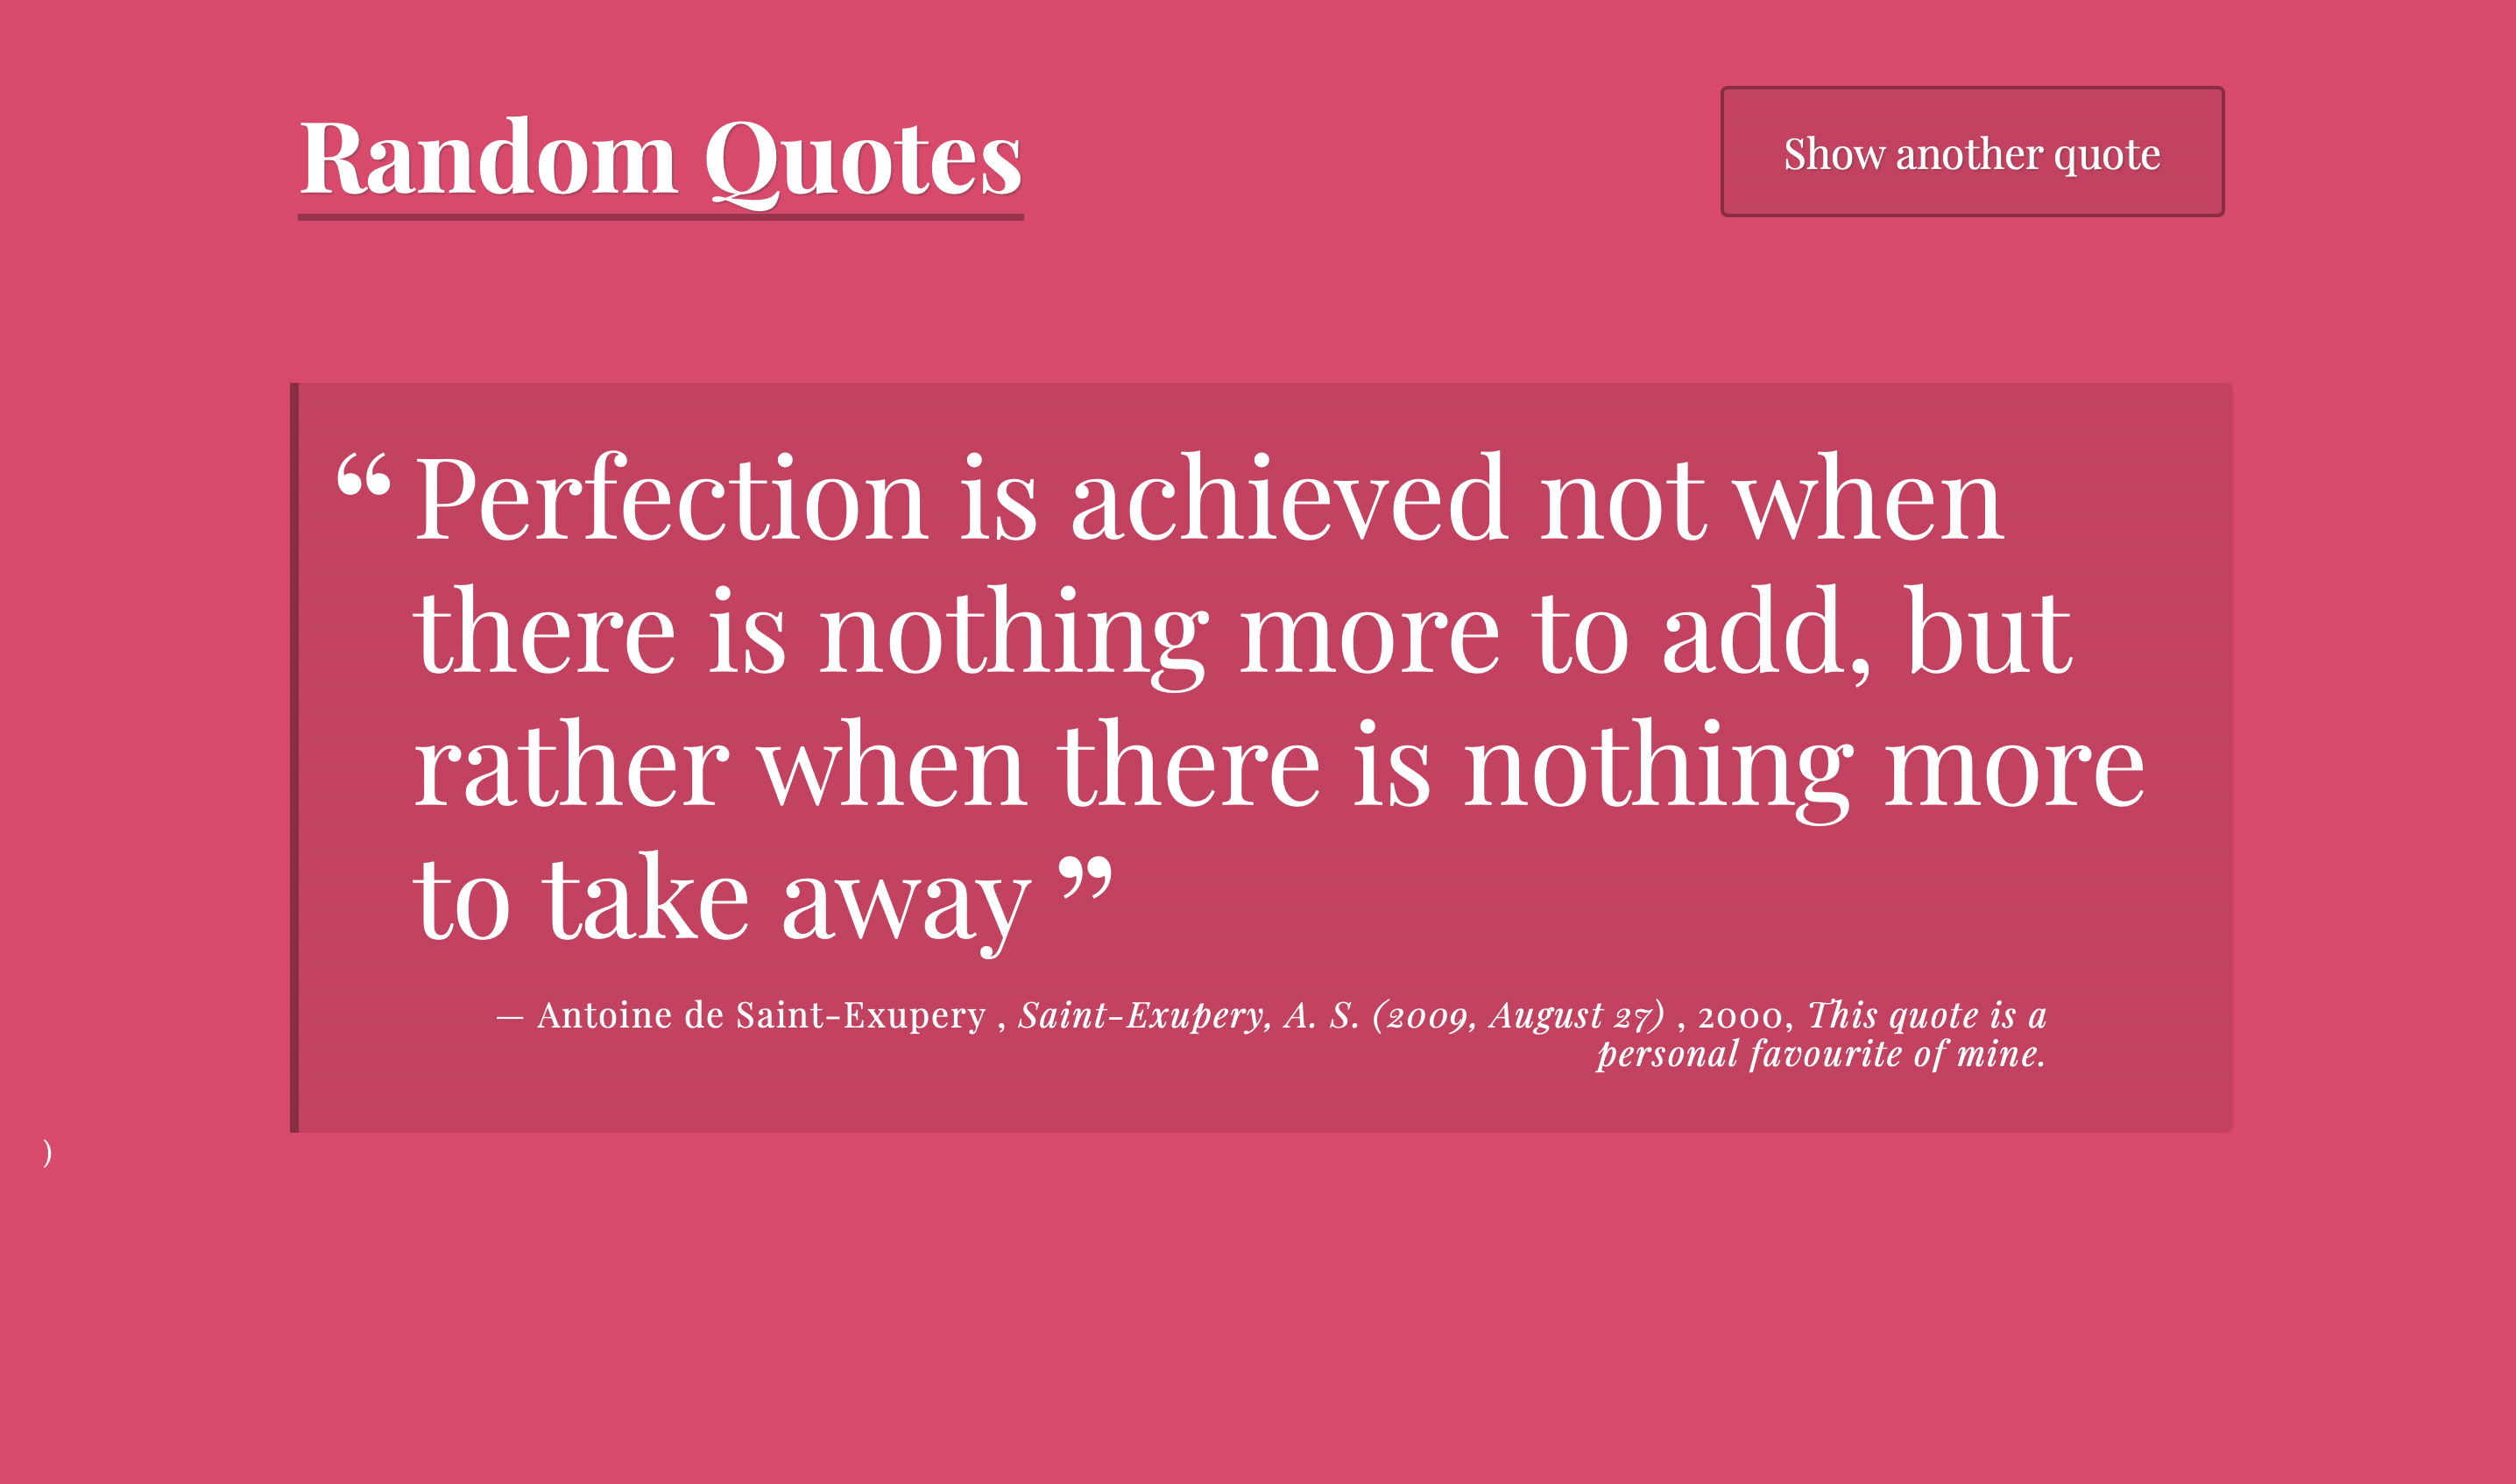 Random Quotes
Show another quote
“ Perfection is achieved not when
there is nothing more to add, but
rather when there is nothing more
to take away ”
— Antoine de Saint-Exupery , Saint-Exupery, A. S. (2009, August 27) , 2000, This quote is a
personal favourite of mine.
)